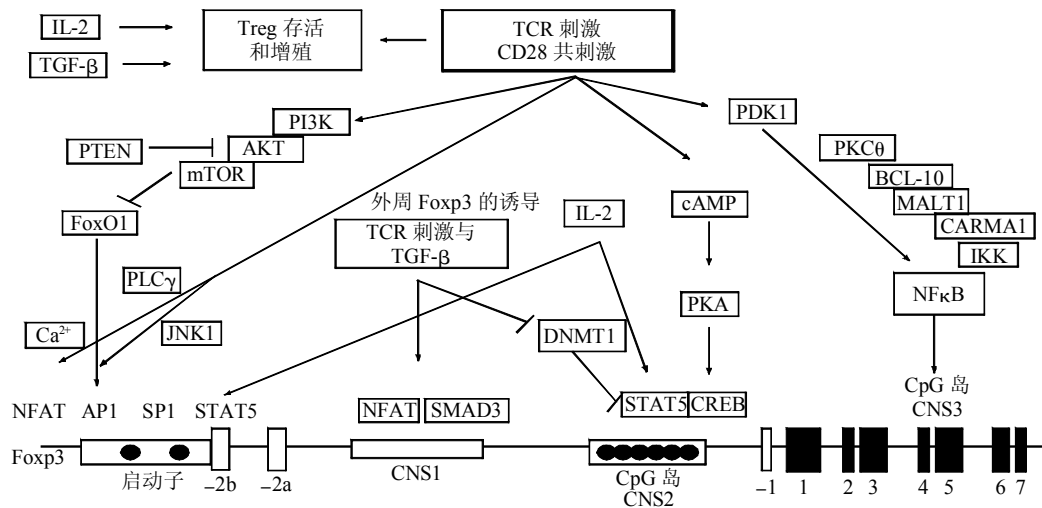 IL-2
TGF-β
Treg 存活
和增殖
TCR 刺激
CD28 共刺激
PI3K
AKT
mTOR
PTEN
FoxO1
PDK1
PKCθ
BCL-10
MALT1
CARMA1
IKK
NFκB
外周 Foxp3 的诱导
TCR 刺激与
TGF-β
IL-2
cAMP
PKA
PLCγ
Ca²⁺
JNK1
DNMT1
NFAT AP1 SP1 STAT5
NFAT SMAD3
STAT5 CREB
CpG 岛
CNS3
Foxp3
启动子
–2b
–2a
CNS1
CpG 岛
CNS2
–1 1 2 3 4 5 6 7